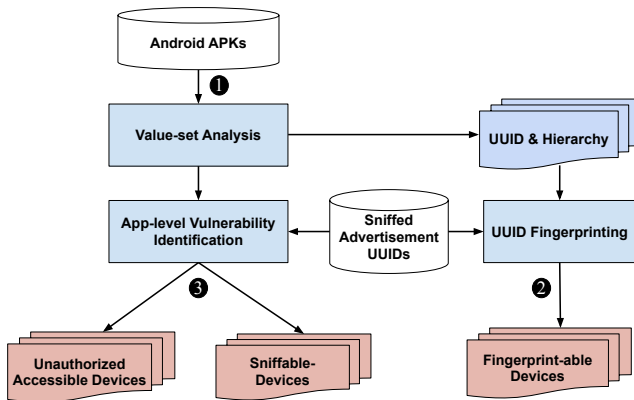 Android APKs
1
Value-set Analysis
UUID & Hierarchy
App-level Vulnerability
Identification
Sniffed
Advertisement
UUIDs
UUID Fingerprinting
3
2
Unauthorized
Accessible Devices
Sniffable-
Devices
Fingerprint-able
Devices